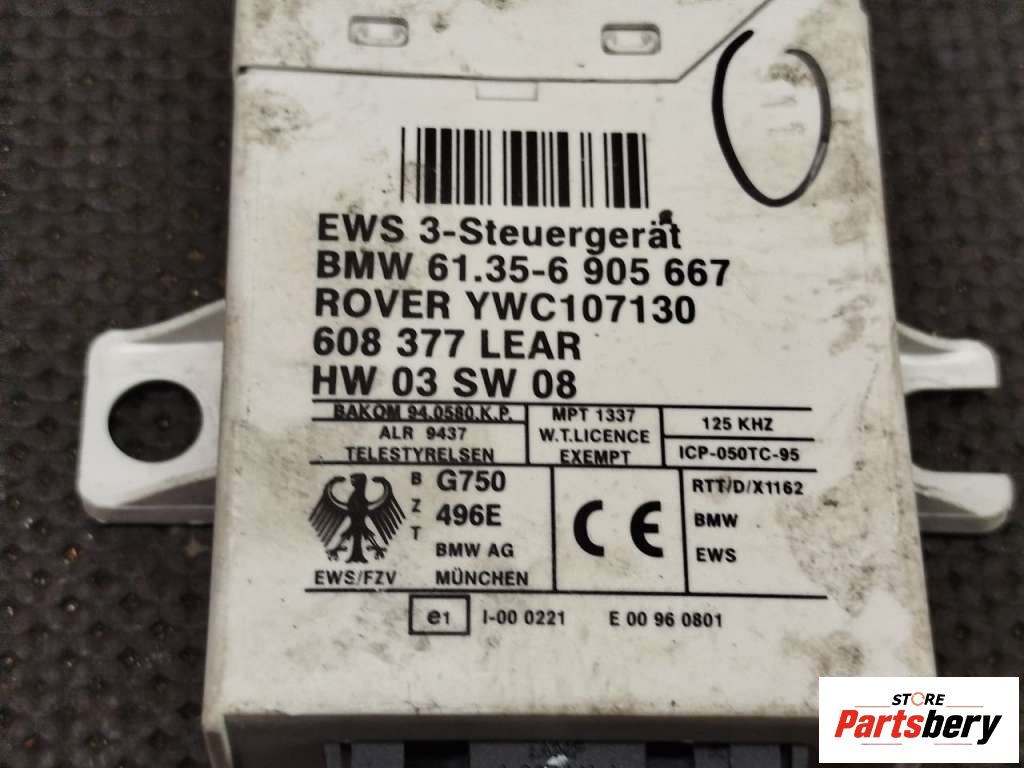 EWS 3-Steuergerät
BMW 61.35-6 905 667
ROVER YWC107130
608 377 LEAR
HW 03 SW 08
BAKOM 94.0580.K.P.
ALR 9437
TELESTYRELSEN
MPT 1337
W.T.LICENCE
EXEMPT
125 KHZ
ICP-050TC-95
BZT
G750
496E
BMW AG
MÜNCHEN
EWS/FZV
CE
RTT/D/X1162
BMW
EWS
e1 I-00 0221 E 00 96 0801
STORE
Partsbery